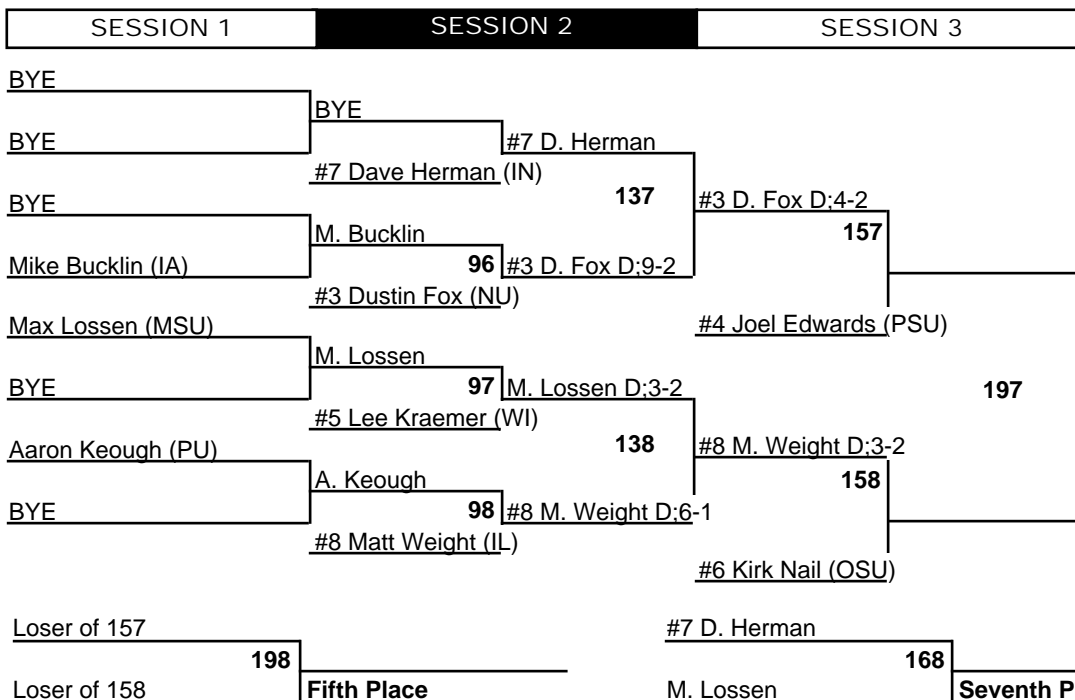 SESSION 1 SESSION 2 SESSION 3
BYE
BYE
BYE
Mike Bucklin (IA)
Max Lossen (MSU)
BYE
Aaron Keough (PU)
BYE
BYE
#7 Dave Herman (IN)
M. Bucklin
96
#3 Dustin Fox (NU)
M. Lossen
97
#5 Lee Kraemer (WI)
A. Keough
98
#8 Matt Weight (IL)
#7 D. Herman
137
#3 D. Fox D;9-2
M. Lossen D;3-2
138
#8 M. Weight D;6-1
#3 D. Fox D;4-2
157
#4 Joel Edwards (PSU)
197
#8 M. Weight D;3-2
158
#6 Kirk Nail (OSU)
Loser of 157
198
Loser of 158
Fifth Place
#7 D. Herman
168
M. Lossen
Seventh P